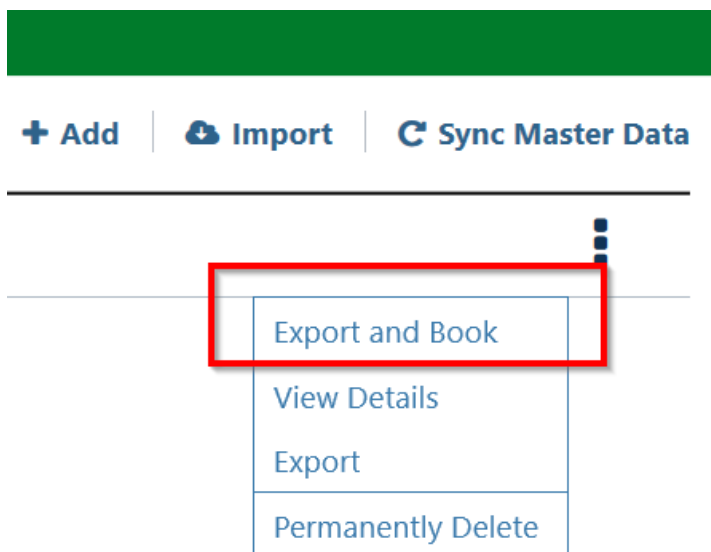 Add Import Sync Master Data
Export and Book
View Details
Export
Permanently Delete